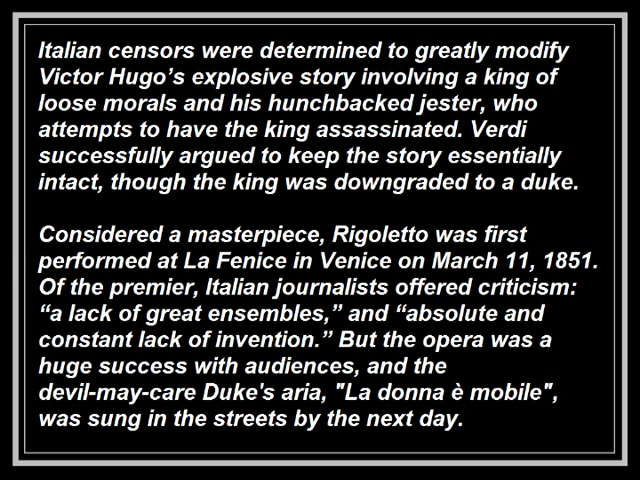 Italian censors were determined to greatly modify
Victor Hugo’s explosive story involving a king of
loose morals and his hunchbacked jester, who
attempts to have the king assassinated. Verdi
successfully argued to keep the story essentially
intact, though the king was downgraded to a duke.
Considered a masterpiece, Rigoletto was first
performed at La Fenice in Venice on March 11, 1851.
Of the premier, Italian journalists offered criticism:
“a lack of great ensembles,” and “absolute and
constant lack of invention.” But the opera was a
huge success with audiences, and the
devil-may-care Duke's aria, "La donna è mobile",
was sung in the streets by the next day.